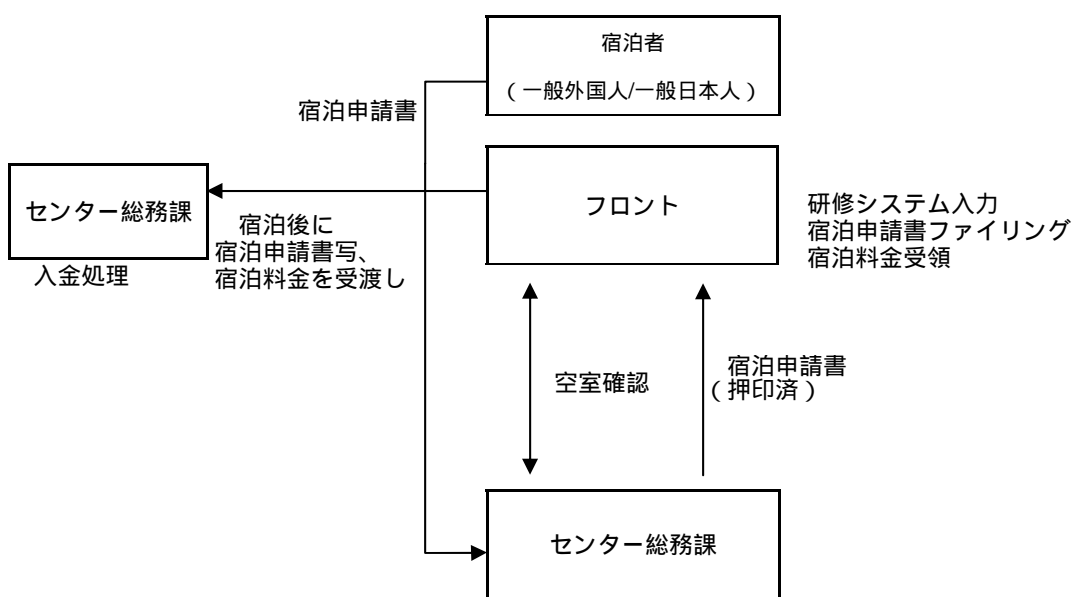 宿泊者
（一般外国人/一般日本人）
宿泊申請書
センター総務課
入金処理
宿泊後に
宿泊申請書写、
宿泊料金を受渡し
フロント
研修システム入力
宿泊申請書ファイリング
宿泊料金受領
空室確認
宿泊申請書
（押印済）
センター総務課